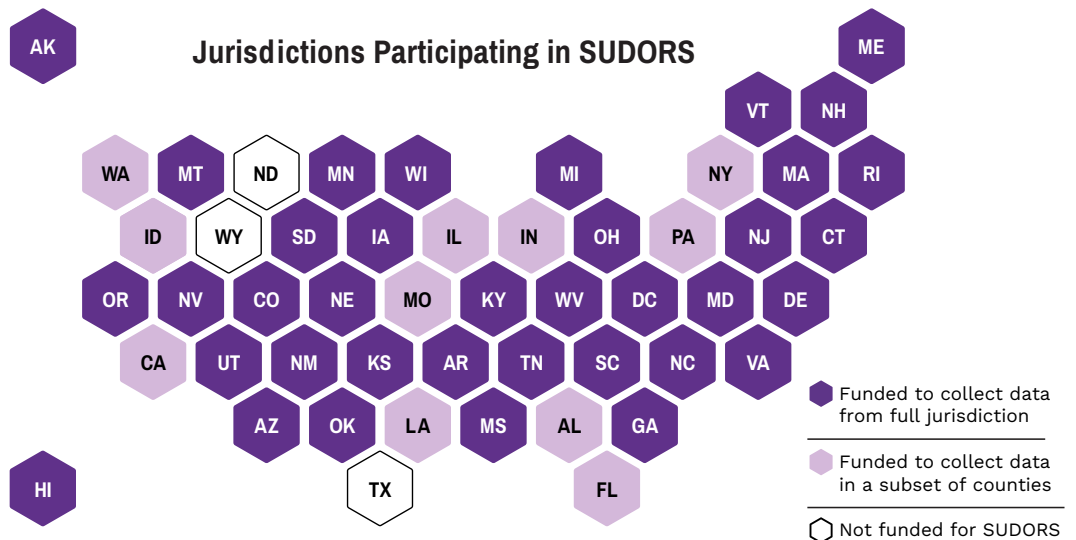 AK
Jurisdictions Participating in SUDORS
ME
VT NH
WA MT ND MN WI MI NY MA RI
ID WY SD IA IL IN OH PA NJ CT
OR NV CO NE MO KY WV DC MD DE
CA UT NM KS AR TN SC NC VA
AZ OK LA MS AL GA
HI TX FL
Funded to collect data
from full jurisdiction
Funded to collect data
in a subset of counties
Not funded for SUDORS